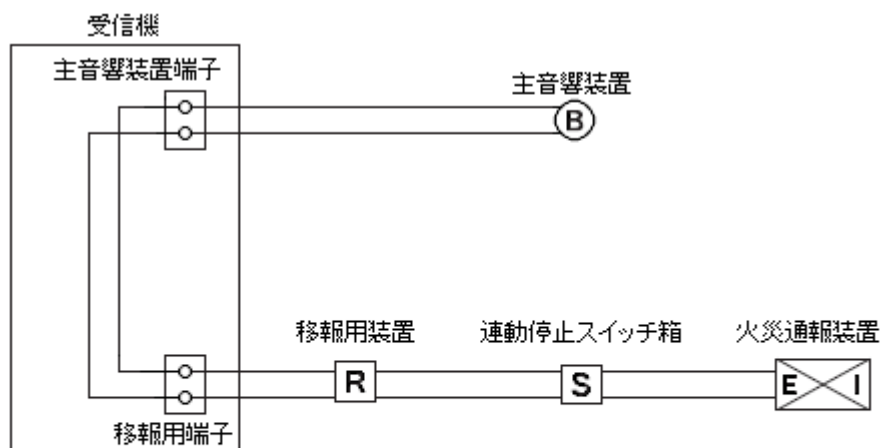 受信機
主音響装置端子
主音響装置
B
移報用装置
連動停止スイッチ箱
火災通報装置
R
S
E I
移報用端子